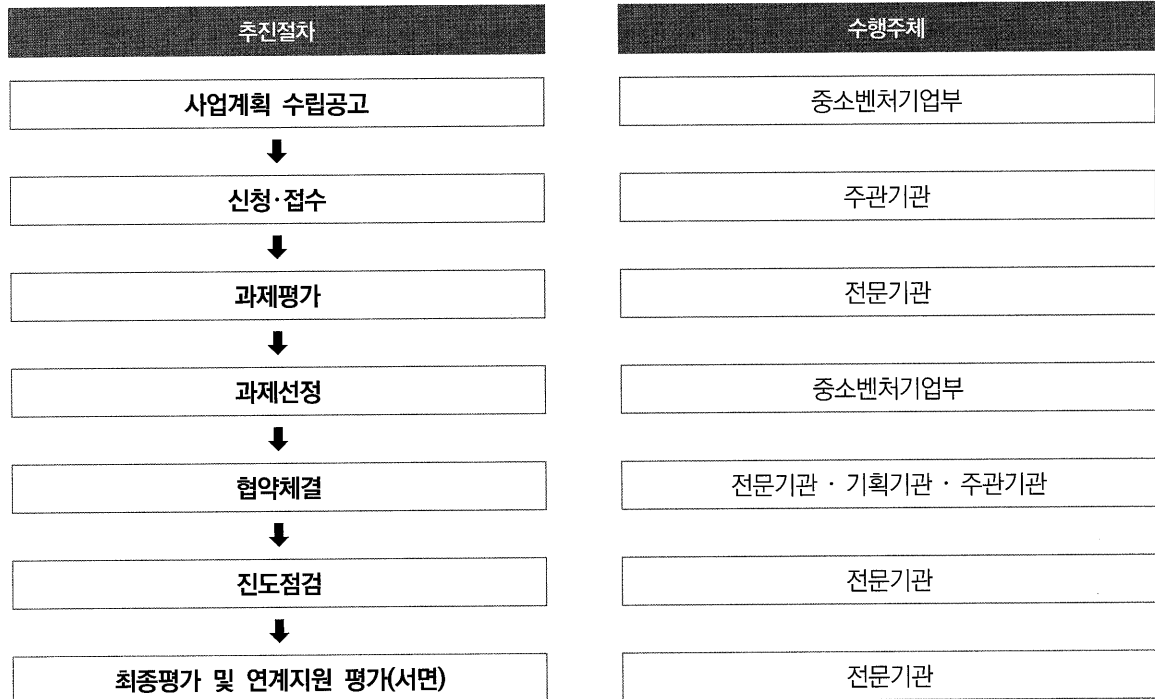 추진절차 수행주체
사업계획 수립공고 중소벤처기업부
신청·접수 주관기관
과제평가 전문기관
과제선정 중소벤처기업부
협약체결 전문기관 · 기획기관 · 주관기관
진도점검 전문기관
최종평가 및 연계지원 평가(서면) 전문기관